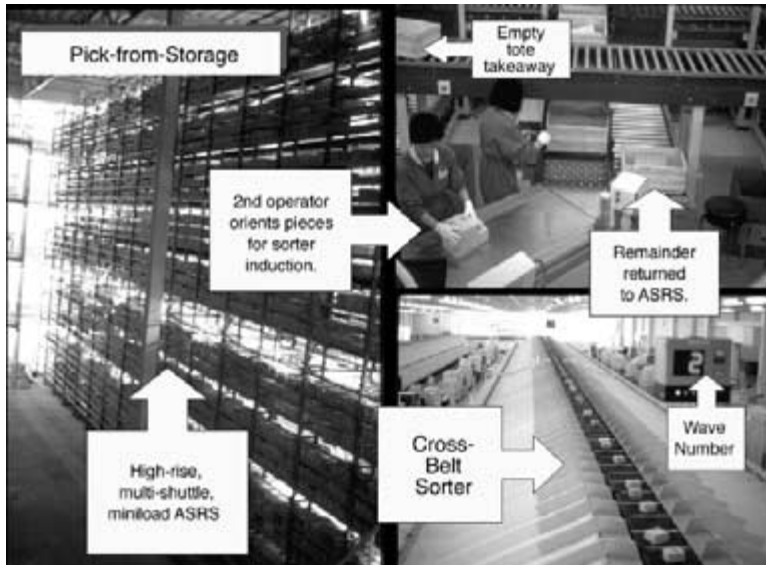 Pick-from-Storage
Empty
tote
takeaway
2nd operator
orients pieces
for sorter
induction.
Remainder
returned
to ASRS.
High-rise,
multi-shuttle,
miniload ASRS
Cross-
Belt
Sorter
2
Wave
Number